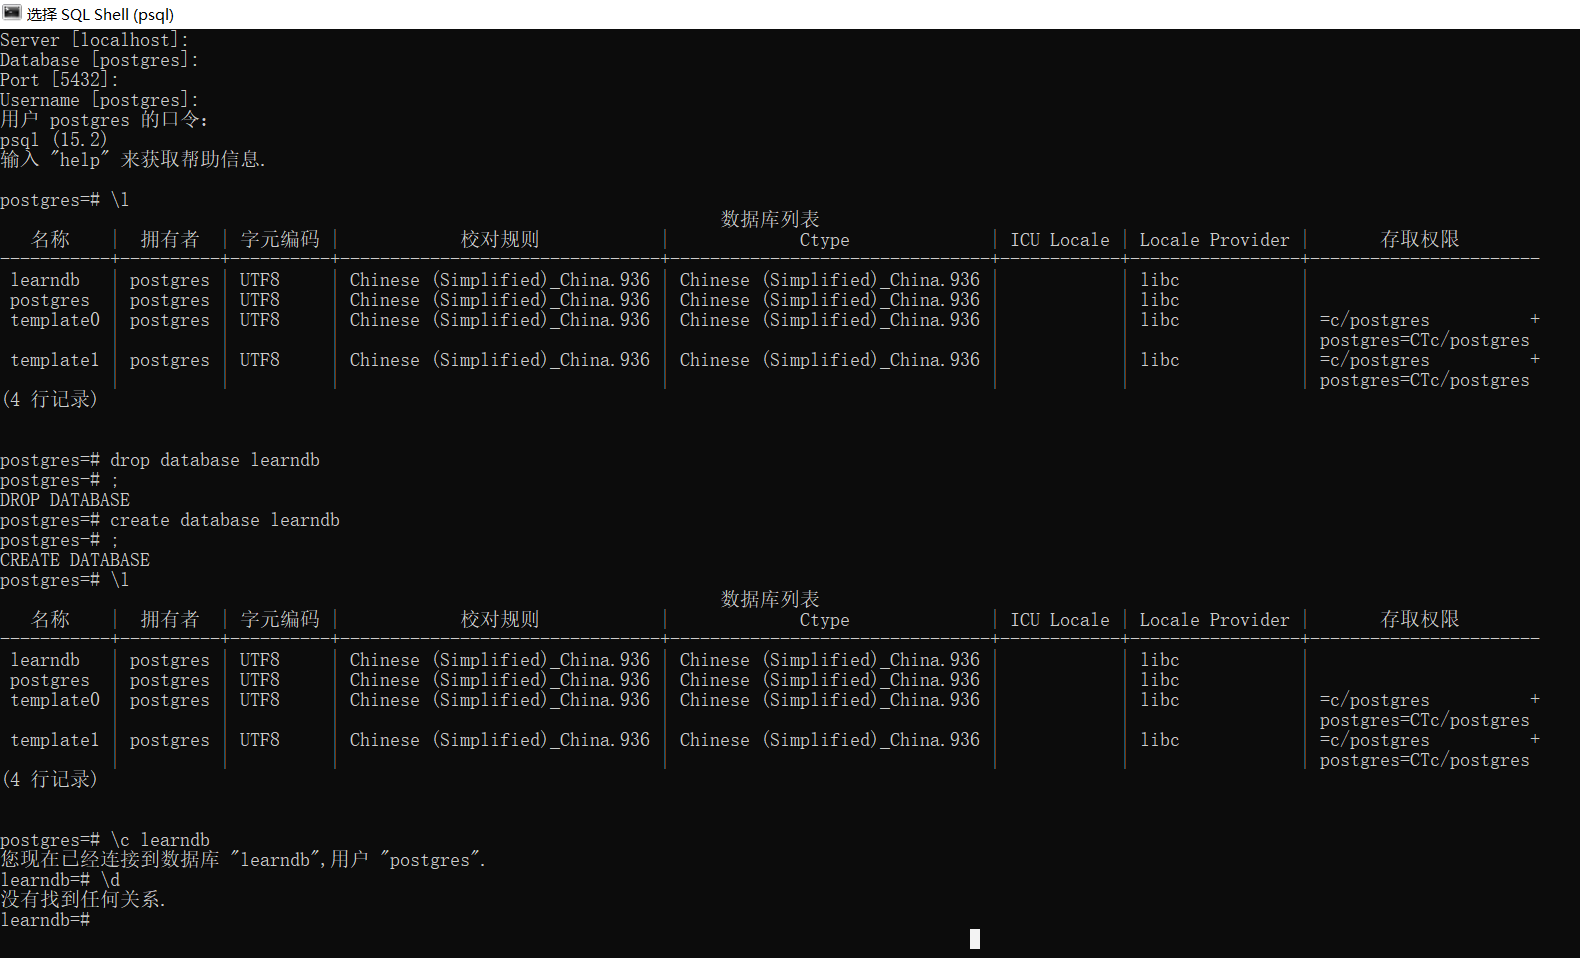 选择 SQL Shell (psql)
Server [localhost]:
Database [postgres]:
Port [5432]:
Username [postgres]:
用户 postgres 的口令：
psql (15.2)
输入 "help" 来获取帮助信息.
postgres=# \l
数据库列表
名称 | 拥有者 | 字元编码 | 校对规则 | Ctype | ICU Locale | Locale Provider | 存取权限
-----------+----------+----------+--------------------------------+--------------------------------+------------+-----------------+-----------------------
learndb | postgres | UTF8 | Chinese (Simplified)_China.936 | Chinese (Simplified)_China.936 | | libc |
postgres | postgres | UTF8 | Chinese (Simplified)_China.936 | Chinese (Simplified)_China.936 | | libc |
template0 | postgres | UTF8 | Chinese (Simplified)_China.936 | Chinese (Simplified)_China.936 | | libc | =c/postgres +
| | | | | | | postgres=CTc/postgres
template1 | postgres | UTF8 | Chinese (Simplified)_China.936 | Chinese (Simplified)_China.936 | | libc | =c/postgres +
| | | | | | | postgres=CTc/postgres
(4 行记录)
postgres=# drop database learndb
postgres-# ;
DROP DATABASE
postgres=# create database learndb
postgres-# ;
CREATE DATABASE
postgres=# \l
数据库列表
名称 | 拥有者 | 字元编码 | 校对规则 | Ctype | ICU Locale | Locale Provider | 存取权限
-----------+----------+----------+--------------------------------+--------------------------------+------------+-----------------+-----------------------
learndb | postgres | UTF8 | Chinese (Simplified)_China.936 | Chinese (Simplified)_China.936 | | libc |
postgres | postgres | UTF8 | Chinese (Simplified)_China.936 | Chinese (Simplified)_China.936 | | libc |
template0 | postgres | UTF8 | Chinese (Simplified)_China.936 | Chinese (Simplified)_China.936 | | libc | =c/postgres +
| | | | | | | postgres=CTc/postgres
template1 | postgres | UTF8 | Chinese (Simplified)_China.936 | Chinese (Simplified)_China.936 | | libc | =c/postgres +
| | | | | | | postgres=CTc/postgres
(4 行记录)
postgres=# \c learndb
您现在已经连接到数据库 "learndb",用户 "postgres".
learndb=# \d
没有找到任何关系.
learndb=#